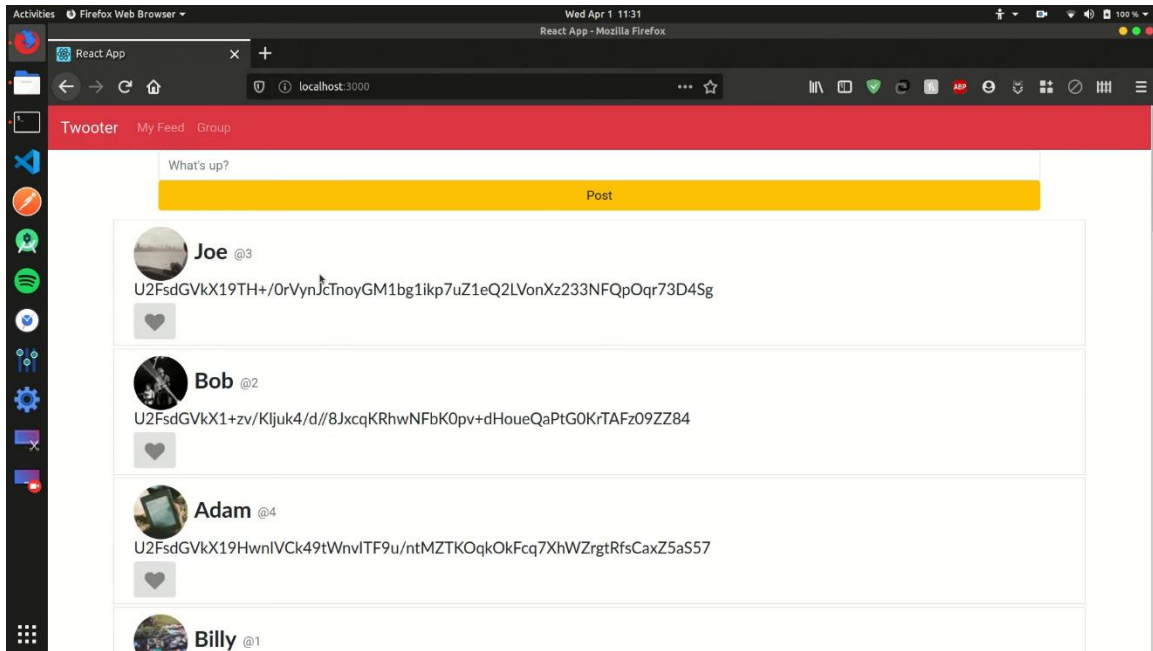 Activities Firefox Web Browser Wed Apr 1 11:31 100 %
React App - Mozilla Firefox
React App
localhost:3000 ABP
Twooter My Feed Group
What's up?
Post
Joe @3
U2FsdGVkX19TH+/0rVynJcTnoyGM1bg1ikp7uZ1eQ2LVonXz233NFQpOqr73D4Sg
Bob @2
U2FsdGVkX1+zv/Kljuk4/d//8JxcqKRhwNFbK0pv+dHoueQaPtG0KrTAFz09ZZ84
Adam @4
U2FsdGVkX19HwnlVCk49tWnvlTF9u/ntMZTKOqkOkFcq7XhWZrgtRfsCaxZ5aS57
Billy @1